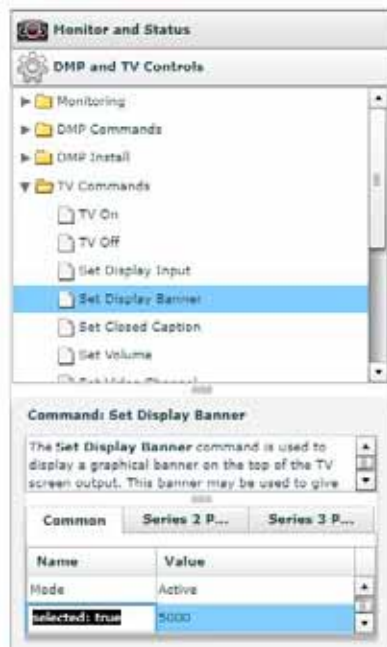 Monitor and Status
DMP and TV Controls
Monitoring
DMP Commands
DMP Install
TV Commands
TV On
TV Off
Set Display Input
Set Display Banner
Set Closed Caption
Set Volume
Set Video Channel
Command: Set Display Banner
The Set Display Banner command is used to
display a graphical banner on the top of the TV
screen output. This banner may be used to give
Common Series 2 P... Series 3 P...
Name Value
Mode Active
selected: true 5000